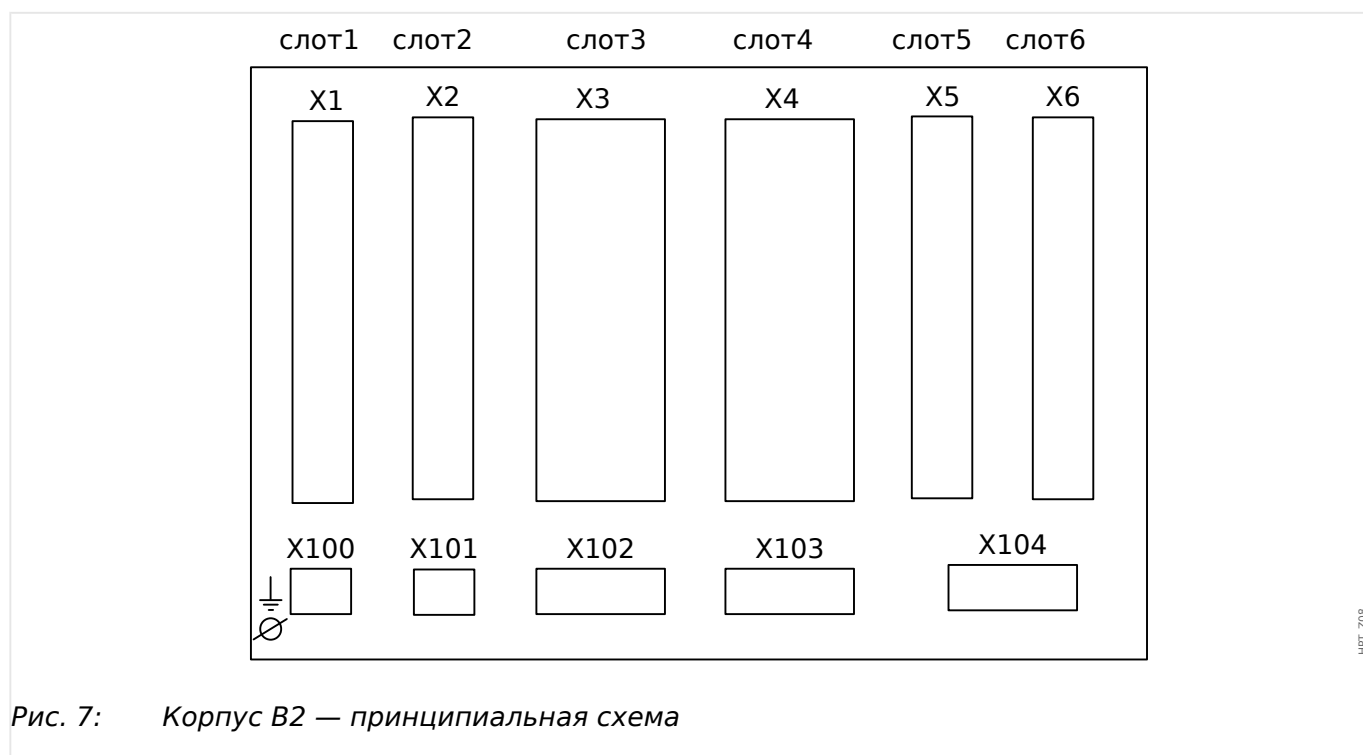 слот1 слот2 слот3 слот4 слот5 слот6
X1 X2 X3 X4 X5 X6
X100 X101 X102 X103 X104
Рис. 7: Корпус B2 — принципиальная схема